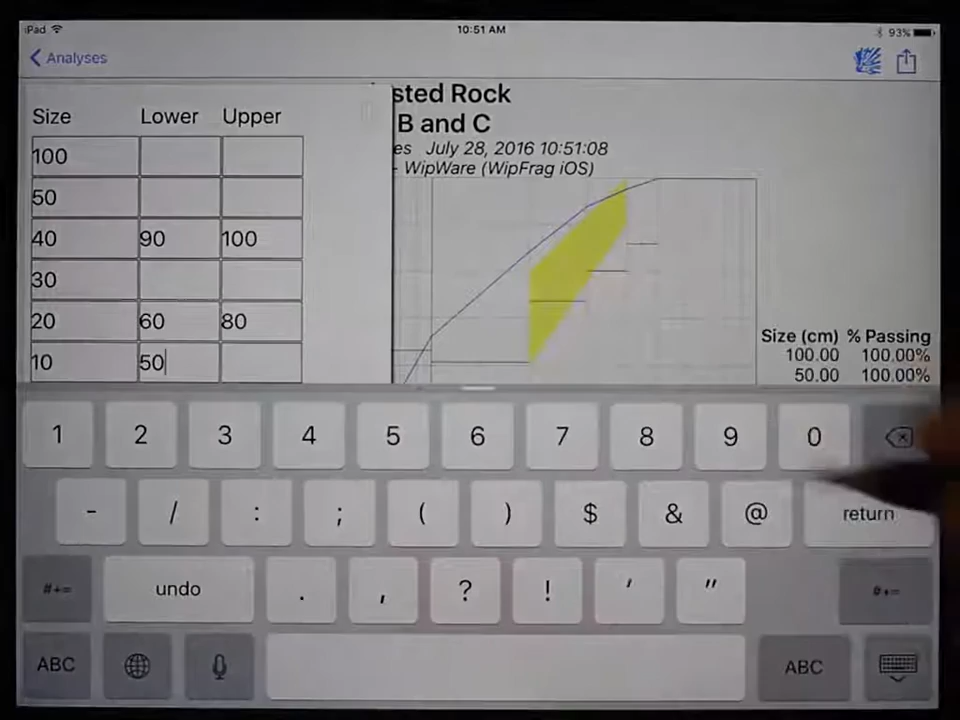 iPad 10:51 AM 93%
Analyses
Size Lower Upper
100
50
40 90 100
30
20 60 80
10 50
sted Rock
B and C
es July 28, 2016 10:51:08
- WipWare (WipFrag iOS)
Size (cm) % Passing
100.00 100.00%
50.00 100.00%
1 2 3 4 5 6 7 8 9 0
- / : ; ( ) $ & @ return
#+= undo . , ? ! ' " #+=
ABC ABC